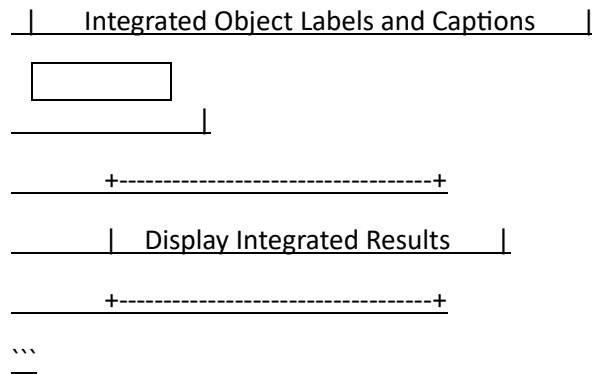 | Integrated Object Labels and Captions |
|
+-----------------------------------+
| Display Integrated Results |
+-----------------------------------+
```